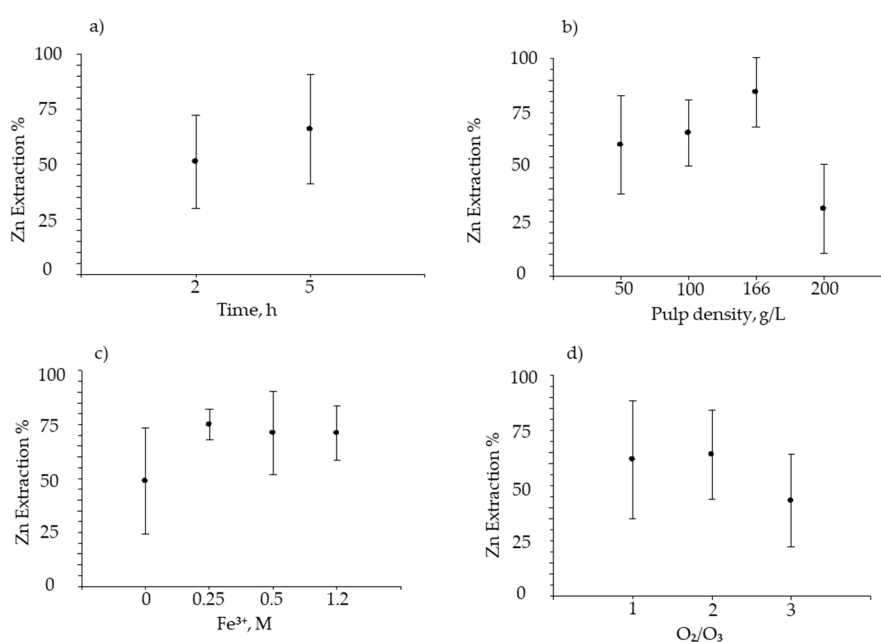 a)
100
75
50
25
0
Zn Extraction %
2 5
Time, h
b)
100
75
50
25
0
Zn Extraction %
50 100 166 200
Pulp density, g/L
c)
100
75
50
25
0
Zn Extraction %
0 0.25 0.5 1.2
Fe³⁺, M
d)
100
75
50
25
0
Zn Extraction %
1 2 3
O₂/O₃